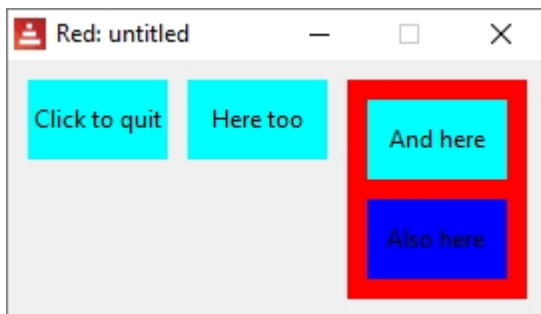 Red: untitled
Click to quit
Here too
And here
Also here